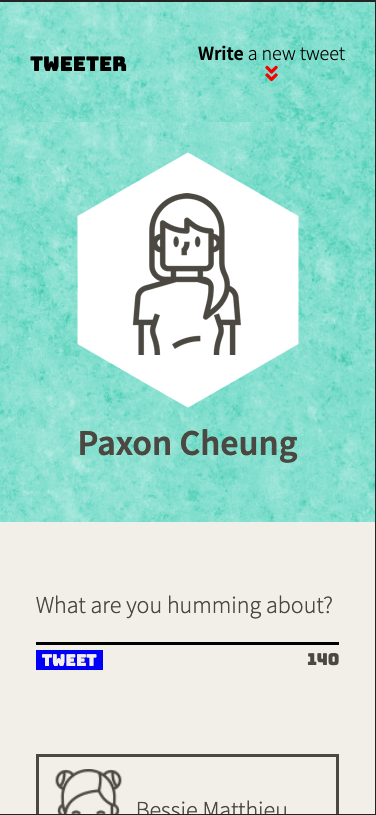 TWEETER
Write a new tweet
Paxon Cheung
What are you humming about?
TWEET
140
Bessie Matthieu